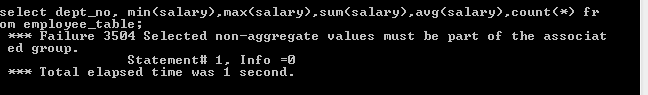 select dept_no, min(salary),max(salary),sum(salary),avg(salary),count(*) fr
om employee_table;
*** Failure 3504 Selected non-aggregate values must be part of the associat
ed group.
Statement# 1, Info =0
*** Total elapsed time was 1 second.